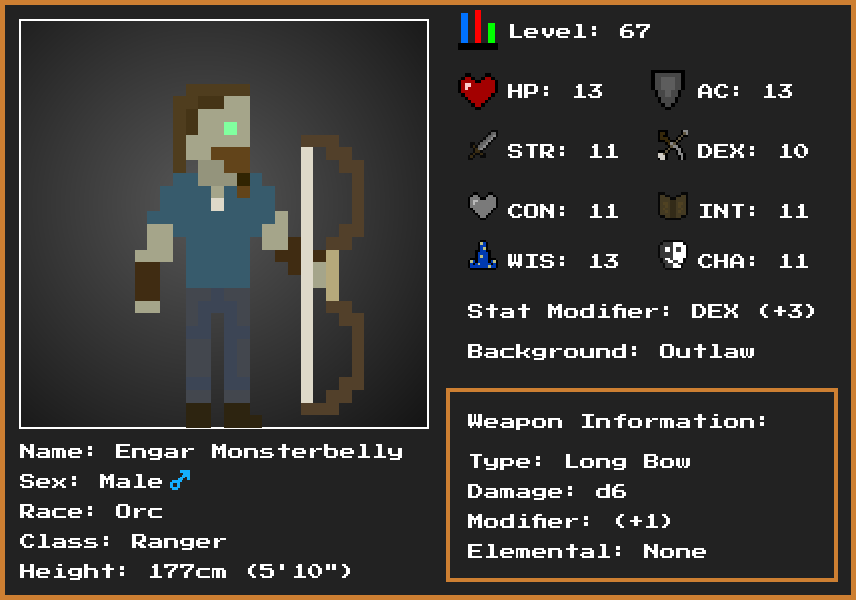 Level: 67
HP: 13
AC: 13
STR: 11
DEX: 10
CON: 11
INT: 11
WIS: 13
CHA: 11
Stat Modifier: DEX (+3)
Background: Outlaw
Weapon Information:
Type: Long Bow
Damage: d6
Modifier: (+1)
Elemental: None
Name: Engar Monsterbelly
Sex: Male ♂
Race: Orc
Class: Ranger
Height: 177cm (5'10")